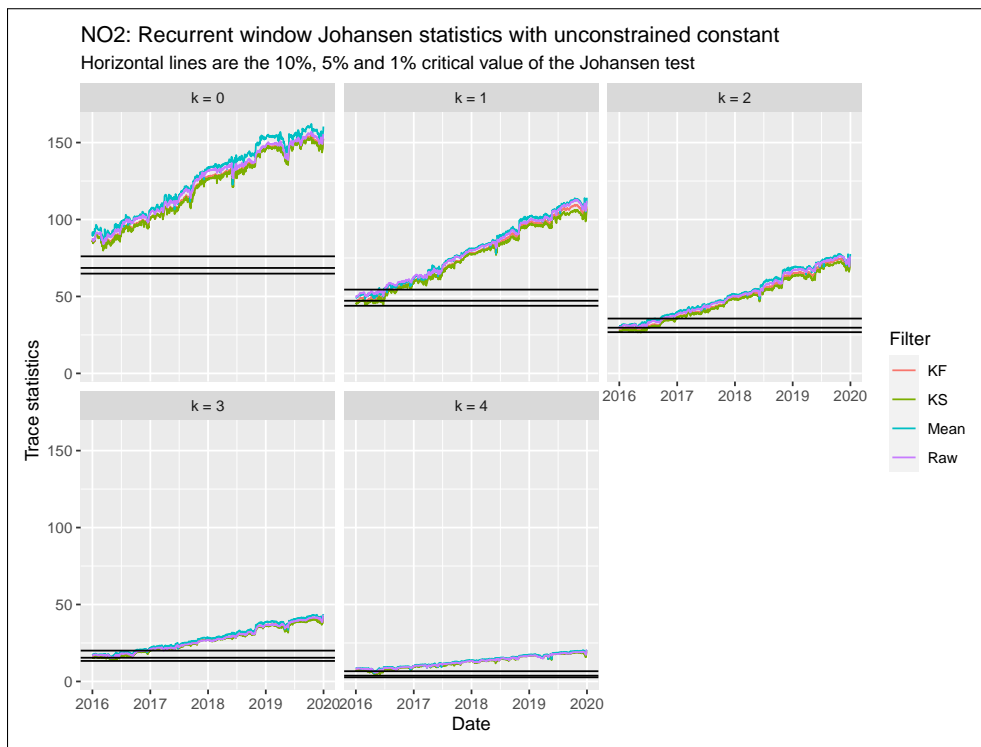 NO2: Recurrent window Johansen statistics with unconstrained constant
Horizontal lines are the 10%, 5% and 1% critical value of the Johansen test
k = 0
k = 1
k = 2
150
100
50
0
2016 2017 2018 2019 2020
k = 3
k = 4
150
100
50
0
2016 2017 2018 2019 2020
2016 2017 2018 2019 2020
Trace statistics
Date
Filter
KF
KS
Mean
Raw